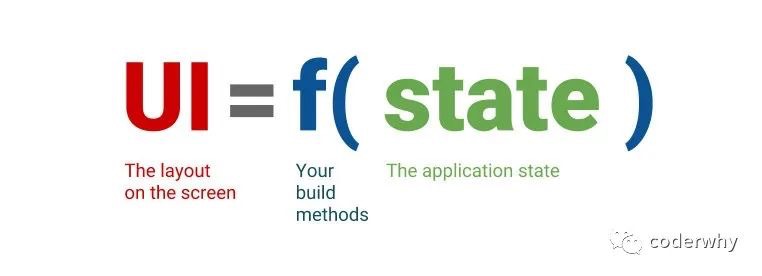 UI = f( state )
The layout
on the screen
Your
build
methods
The application state
coderwhy